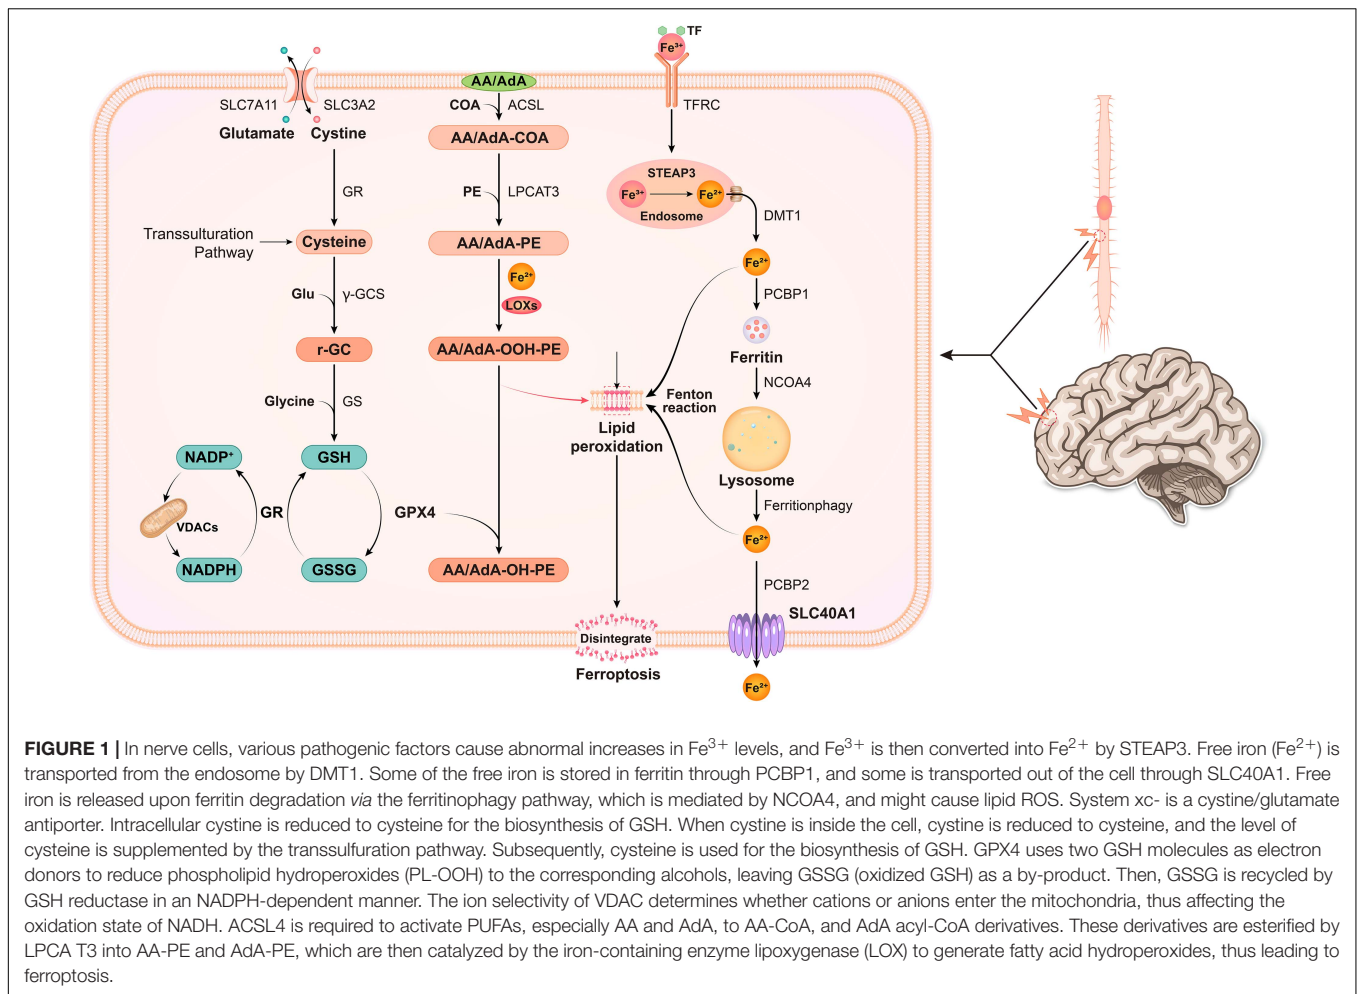 TF
Fe³⁺
AA/AdA
SLC7A11
SLC3A2
COA
ACSL
TFRC
Glutamate
Cystine
AA/AdA-COA
GR
PE
LPCAT3
STEAP3
Fe³⁺
Fe²⁺
Endosome
DMT1
Transsulturation
Pathway
Cysteine
AA/AdA-PE
Fe²⁺
Fe²⁺
Glu
γ-GCS
LOXs
PCBP1
r-GC
AA/AdA-OOH-PE
Ferritin
NCOA4
Glycine
GS
Fenton
reaction
Lipid
peroxidation
NADP⁺
GSH
Lysosome
Ferritionphagy
VDACs
GR
GPX4
Fe²⁺
NADPH
GSSG
AA/AdA-OH-PE
PCBP2
SLC40A1
Disintegrate
Ferroptosis
Fe²⁺
FIGURE 1 | In nerve cells, various pathogenic factors cause abnormal increases in Fe³⁺ levels, and Fe³⁺ is then converted into Fe²⁺ by STEAP3. Free iron (Fe²⁺) is
transported from the endosome by DMT1. Some of the free iron is stored in ferritin through PCBP1, and some is transported out of the cell through SLC40A1. Free
iron is released upon ferritin degradation via the ferritinophagy pathway, which is mediated by NCOA4, and might cause lipid ROS. System xc- is a cystine/glutamate
antiporter. Intracellular cystine is reduced to cysteine for the biosynthesis of GSH. When cystine is inside the cell, cystine is reduced to cysteine, and the level of
cysteine is supplemented by the transsulfuration pathway. Subsequently, cysteine is used for the biosynthesis of GSH. GPX4 uses two GSH molecules as electron
donors to reduce phospholipid hydroperoxides (PL-OOH) to the corresponding alcohols, leaving GSSG (oxidized GSH) as a by-product. Then, GSSG is recycled by
GSH reductase in an NADPH-dependent manner. The ion selectivity of VDAC determines whether cations or anions enter the mitochondria, thus affecting the
oxidation state of NADH. ACSL4 is required to activate PUFAs, especially AA and AdA, to AA-CoA, and AdA acyl-CoA derivatives. These derivatives are esterified by
LPCA T3 into AA-PE and AdA-PE, which are then catalyzed by the iron-containing enzyme lipoxygenase (LOX) to generate fatty acid hydroperoxides, thus leading to
ferroptosis.